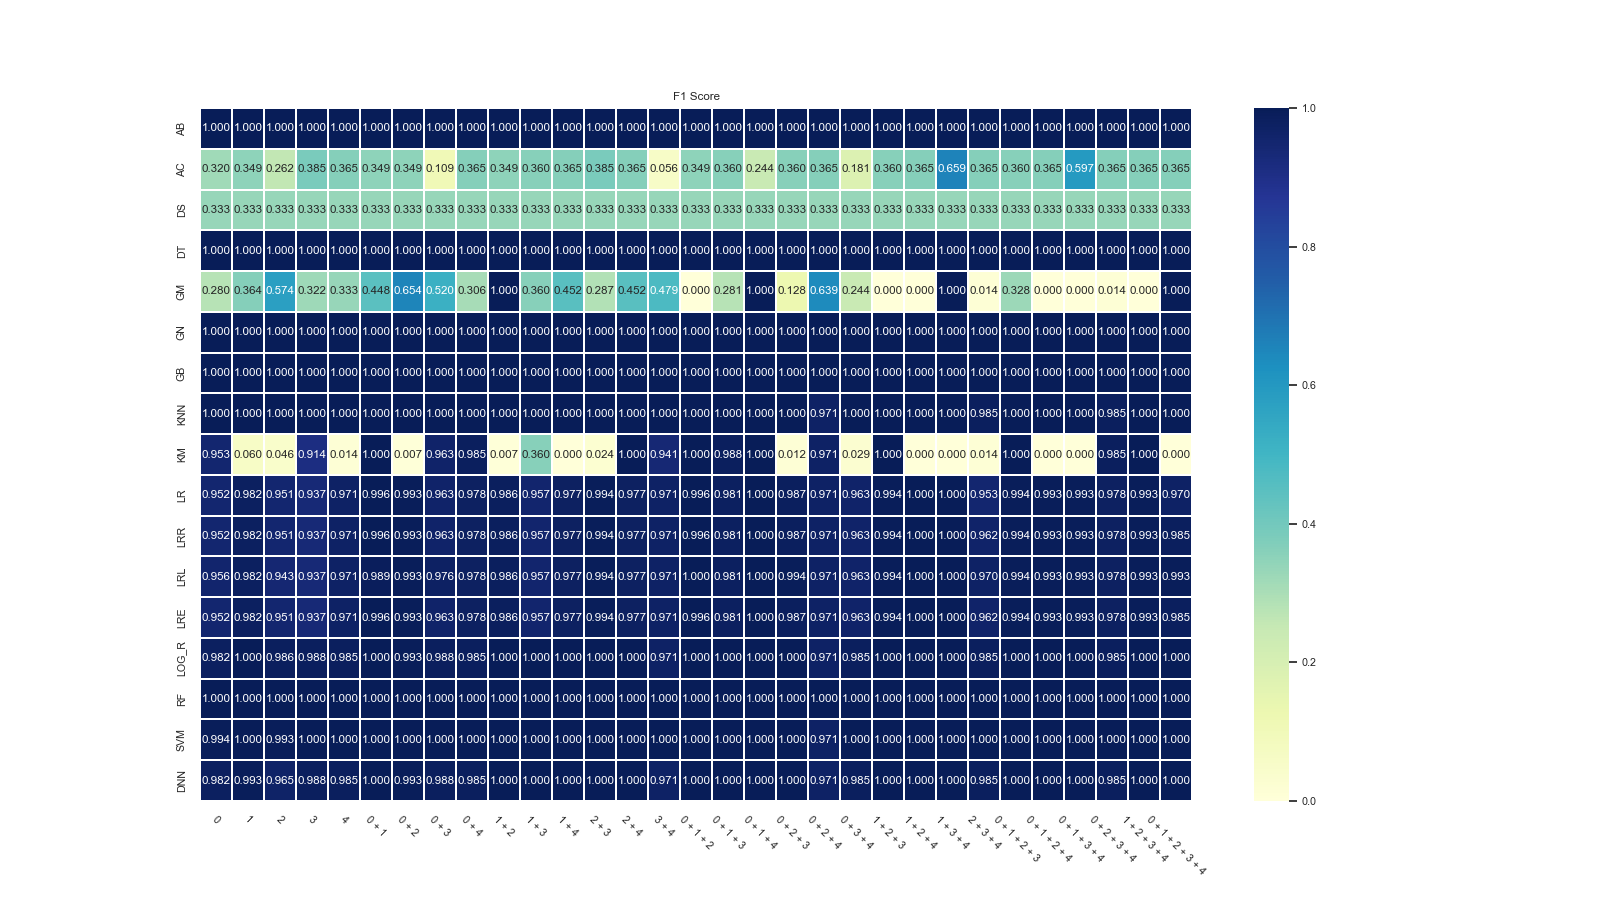 F1 Score
AB 1.000 1.000 1.000 1.000 1.000 1.000 1.000 1.000 1.000 1.000 1.000 1.000 1.000 1.000 1.000 1.000 1.000 1.000 1.000 1.000 1.000 1.000 1.000 1.000 1.000 1.000 1.000 1.000 1.000 1.000 1.000
AC 0.320 0.349 0.262 0.385 0.365 0.349 0.349 0.109 0.365 0.349 0.360 0.365 0.385 0.365 0.056 0.349 0.360 0.244 0.360 0.365 0.181 0.360 0.365 0.659 0.365 0.360 0.365 0.597 0.365 0.365 0.365
DS 0.333 0.333 0.333 0.333 0.333 0.333 0.333 0.333 0.333 0.333 0.333 0.333 0.333 0.333 0.333 0.333 0.333 0.333 0.333 0.333 0.333 0.333 0.333 0.333 0.333 0.333 0.333 0.333 0.333 0.333 0.333
DT 1.000 1.000 1.000 1.000 1.000 1.000 1.000 1.000 1.000 1.000 1.000 1.000 1.000 1.000 1.000 1.000 1.000 1.000 1.000 1.000 1.000 1.000 1.000 1.000 1.000 1.000 1.000 1.000 1.000 1.000 1.000
GM 0.280 0.364 0.574 0.322 0.333 0.448 0.654 0.520 0.306 1.000 0.360 0.452 0.287 0.452 0.479 0.000 0.281 1.000 0.128 0.639 0.244 0.000 0.000 1.000 0.014 0.328 0.000 0.000 0.014 0.000 1.000
GN 1.000 1.000 1.000 1.000 1.000 1.000 1.000 1.000 1.000 1.000 1.000 1.000 1.000 1.000 1.000 1.000 1.000 1.000 1.000 1.000 1.000 1.000 1.000 1.000 1.000 1.000 1.000 1.000 1.000 1.000 1.000
GB 1.000 1.000 1.000 1.000 1.000 1.000 1.000 1.000 1.000 1.000 1.000 1.000 1.000 1.000 1.000 1.000 1.000 1.000 1.000 1.000 1.000 1.000 1.000 1.000 1.000 1.000 1.000 1.000 1.000 1.000 1.000
KNN 1.000 1.000 1.000 1.000 1.000 1.000 1.000 1.000 1.000 1.000 1.000 1.000 1.000 1.000 1.000 1.000 1.000 1.000 1.000 0.971 1.000 1.000 1.000 1.000 0.985 1.000 1.000 1.000 0.985 1.000 1.000
KM 0.953 0.060 0.046 0.914 0.014 1.000 0.007 0.963 0.985 0.007 0.360 0.000 0.024 1.000 0.941 1.000 0.988 1.000 0.012 0.971 0.029 1.000 0.000 0.000 0.014 1.000 0.000 0.000 0.985 1.000 0.000
LR 0.952 0.982 0.951 0.937 0.971 0.996 0.993 0.963 0.978 0.986 0.957 0.977 0.994 0.977 0.971 0.996 0.981 1.000 0.987 0.971 0.963 0.994 1.000 1.000 0.953 0.994 0.993 0.993 0.978 0.993 0.970
LRR 0.952 0.982 0.951 0.937 0.971 0.996 0.993 0.963 0.978 0.986 0.957 0.977 0.994 0.977 0.971 0.996 0.981 1.000 0.987 0.971 0.963 0.994 1.000 1.000 0.962 0.994 0.993 0.993 0.978 0.993 0.985
LRL 0.956 0.982 0.943 0.937 0.971 0.989 0.993 0.976 0.978 0.986 0.957 0.977 0.994 0.977 0.971 1.000 0.981 1.000 0.994 0.971 0.963 0.994 1.000 1.000 0.970 0.994 0.993 0.993 0.978 0.993 0.993
LRE 0.952 0.982 0.951 0.937 0.971 0.996 0.993 0.963 0.978 0.986 0.957 0.977 0.994 0.977 0.971 0.996 0.981 1.000 0.987 0.971 0.963 0.994 1.000 1.000 0.962 0.994 0.993 0.993 0.978 0.993 0.985
LOG_R 0.982 1.000 0.986 0.988 0.985 1.000 0.993 0.988 0.985 1.000 1.000 1.000 1.000 1.000 0.971 1.000 1.000 1.000 1.000 0.971 0.985 1.000 1.000 1.000 0.985 1.000 1.000 1.000 0.985 1.000 1.000
RF 1.000 1.000 1.000 1.000 1.000 1.000 1.000 1.000 1.000 1.000 1.000 1.000 1.000 1.000 1.000 1.000 1.000 1.000 1.000 1.000 1.000 1.000 1.000 1.000 1.000 1.000 1.000 1.000 1.000 1.000 1.000
SVM 0.994 1.000 0.993 1.000 1.000 1.000 1.000 1.000 1.000 1.000 1.000 1.000 1.000 1.000 1.000 1.000 1.000 1.000 1.000 0.971 1.000 1.000 1.000 1.000 1.000 1.000 1.000 1.000 1.000 1.000 1.000
DNN 0.982 0.993 0.965 0.988 0.985 1.000 0.993 0.988 0.985 1.000 1.000 1.000 1.000 1.000 0.971 1.000 1.000 1.000 1.000 0.971 0.985 1.000 1.000 1.000 0.985 1.000 1.000 1.000 0.985 1.000 1.000
0
1
2
3
4
0 + 1
0 + 2
0 + 3
0 + 4
1 + 2
1 + 3
1 + 4
2 + 3
2 + 4
3 + 4
0 + 1 + 2
0 + 1 + 3
0 + 1 + 4
0 + 2 + 3
0 + 2 + 4
0 + 3 + 4
1 + 2 + 3
1 + 2 + 4
1 + 3 + 4
2 + 3 + 4
0 + 1 + 2 + 3
0 + 1 + 2 + 4
0 + 1 + 3 + 4
0 + 2 + 3 + 4
1 + 2 + 3 + 4
0 + 1 + 2 + 3 + 4
1.0
0.8
0.6
0.4
0.2
0.0